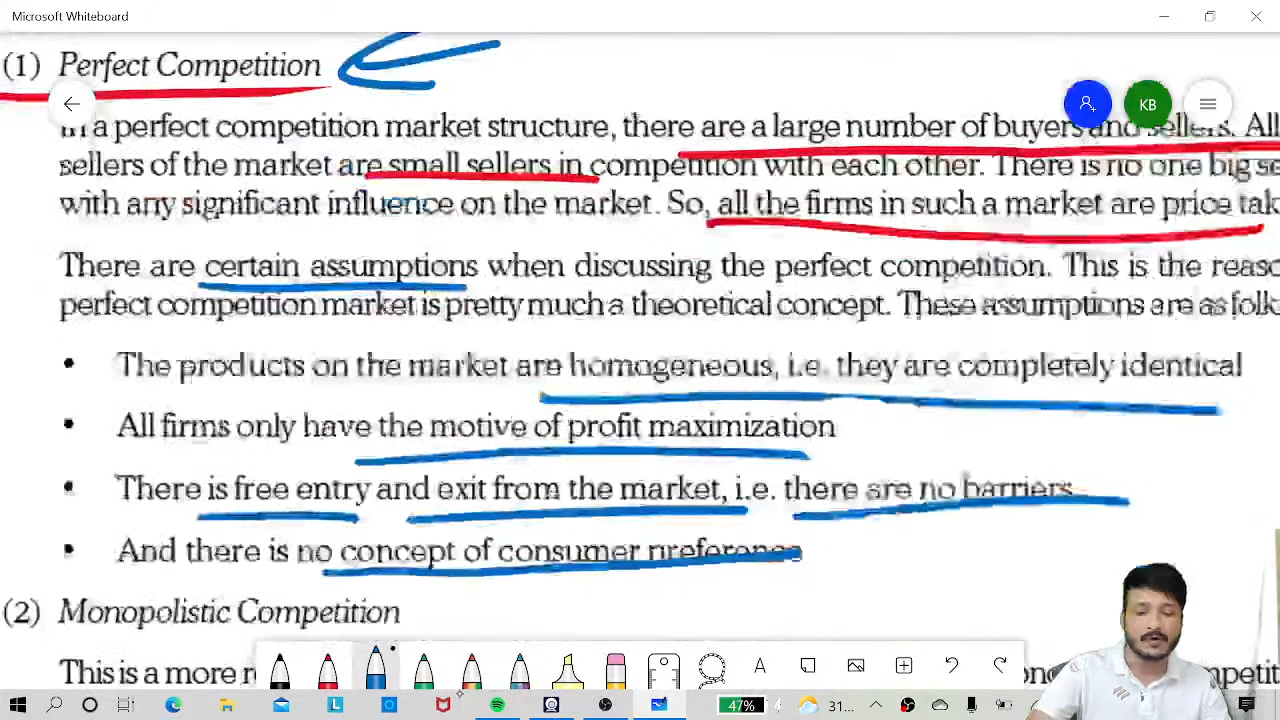 Microsoft Whiteboard
(1) Perfect Competition
KB
In a perfect competition market structure, there are a large number of buyers and sellers. All
sellers of the market are small sellers in competition with each other. There is no one big se
with any significant influence on the market. So, all the firms in such a market are price tak
There are certain assumptions when discussing the perfect competition. This is the reaso
perfect competition market is pretty much a theoretical concept. These assumptions are as follo
• The products on the market are homogeneous, i.e. they are completely identical
• All firms only have the motive of profit maximization
• There is free entry and exit from the market, i.e. there are no barriers
• And there is no concept of consumer preference
(2) Monopolistic Competition
This is a more r
47%
31...